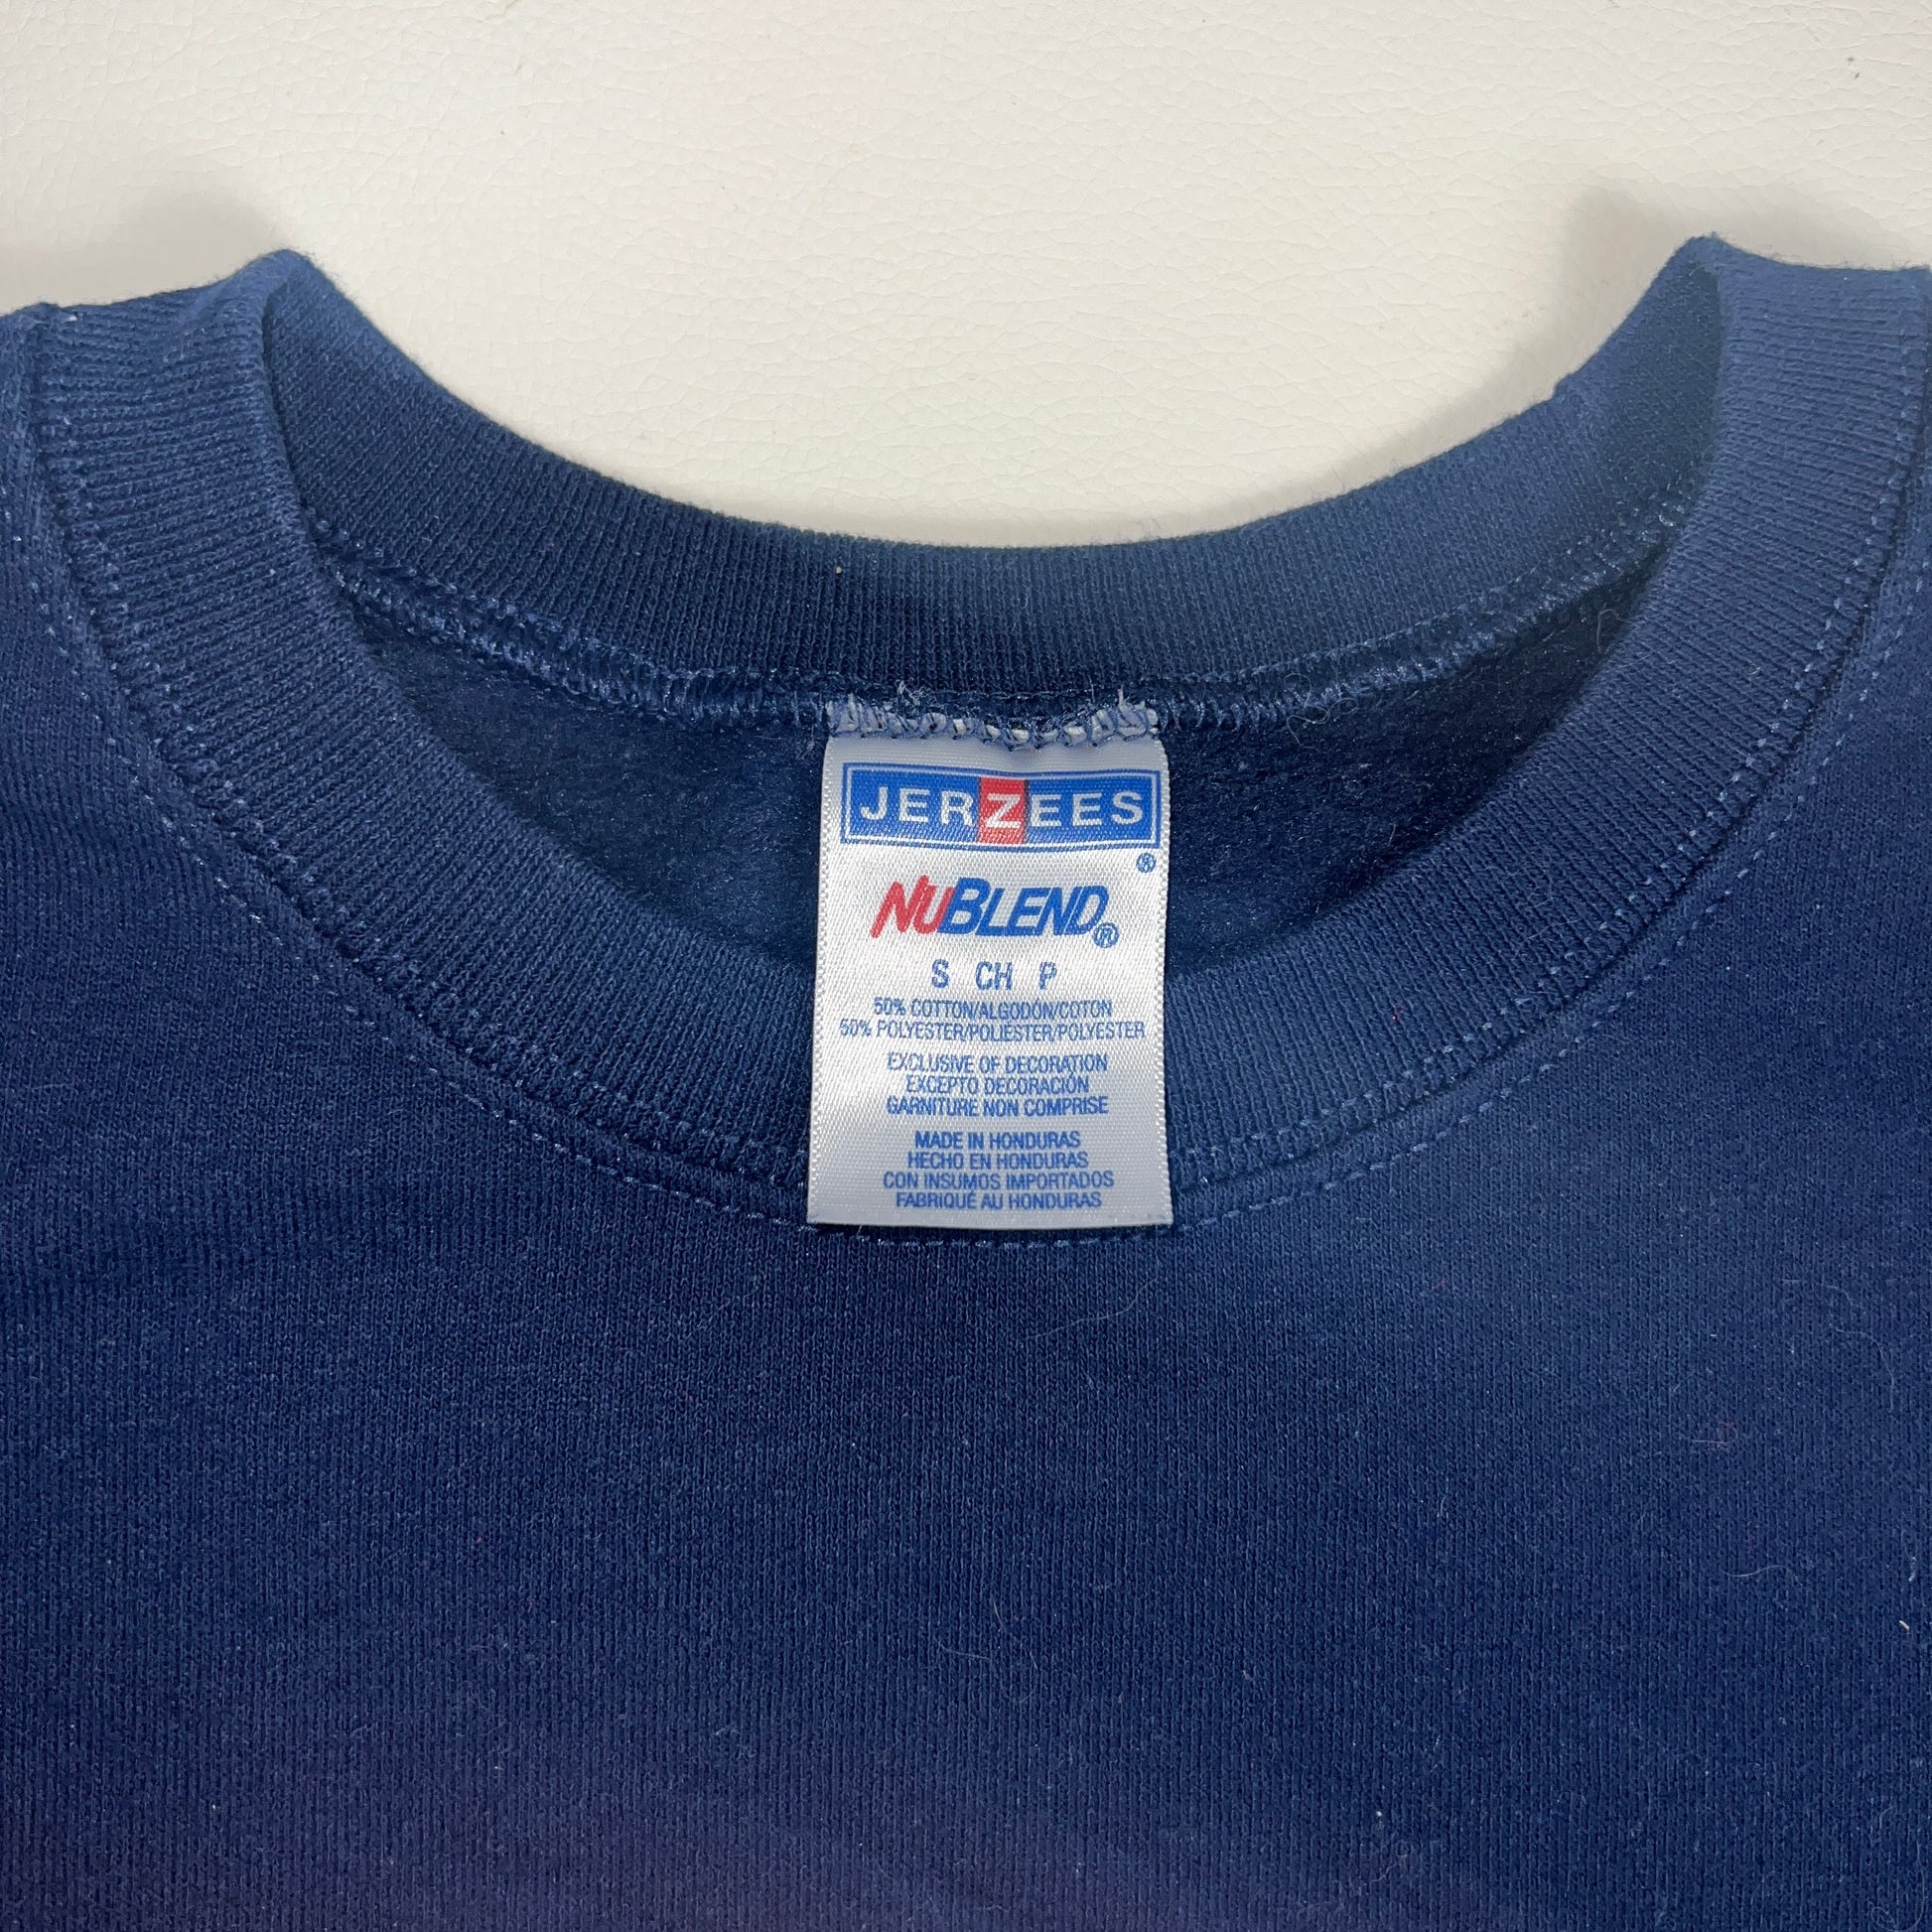 JERZEES
®
NUBLEND®
S CH P
50% COTTON/ALGODÓN/COTON
50% POLYESTER/POLIÉSTER/POLYESTER
EXCLUSIVE OF DECORATION
EXCEPTO DECORACIÓN
GARNITURE NON COMPRISE
MADE IN HONDURAS
HECHO EN HONDURAS
CON INSUMOS IMPORTADOS
FABRIQUÉ AU HONDURAS